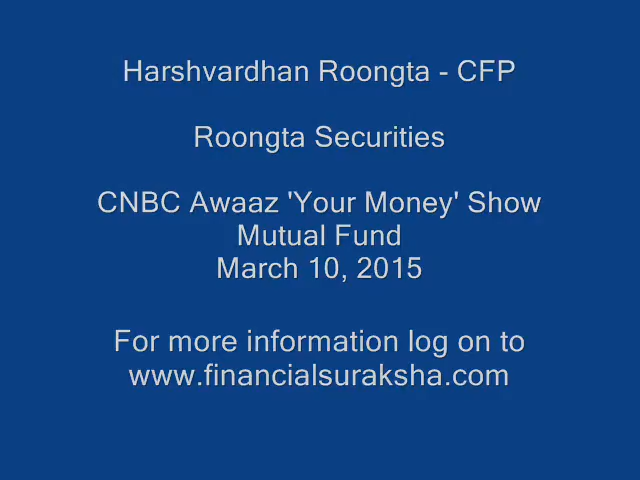 Harshvardhan Roongta - CFP
Roongta Securities
CNBC Awaaz 'Your Money' Show
Mutual Fund
March 10, 2015
For more information log on to
www.financialsuraksha.com